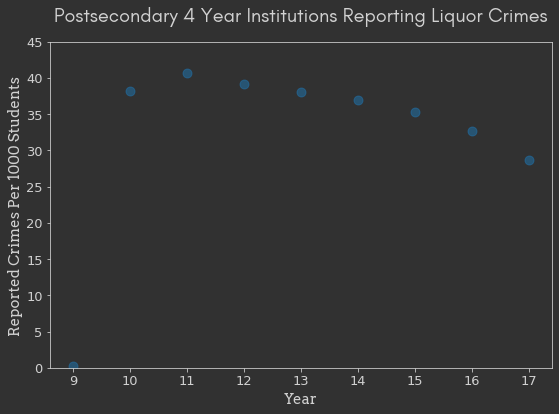 Postsecondary 4 Year Institutions Reporting Liquor Crimes
45
40
35
30
25
20
15
10
5
0
Reported Crimes Per 1000 Students
9 10 11 12 13 14 15 16 17
Year